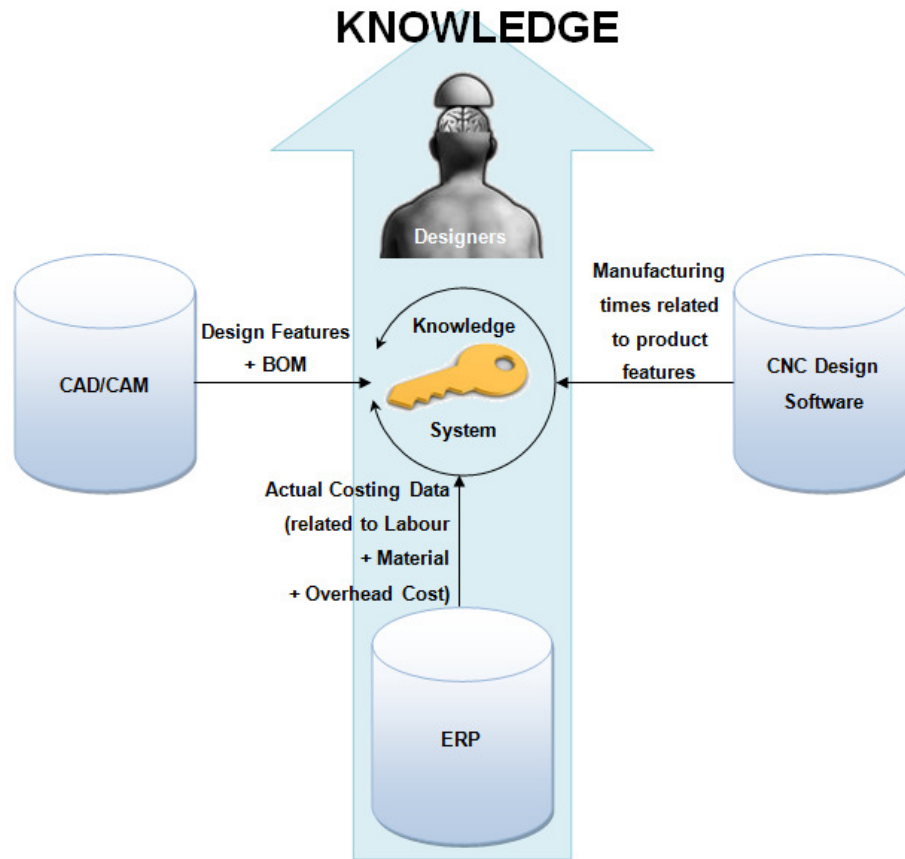 KNOWLEDGE
Designers
Manufacturing
times related
to product
features
Design Features
+ BOM
Knowledge
System
CAD/CAM
CNC Design
Software
Actual Costing Data
(related to Labour
+ Material
+ Overhead Cost)
ERP